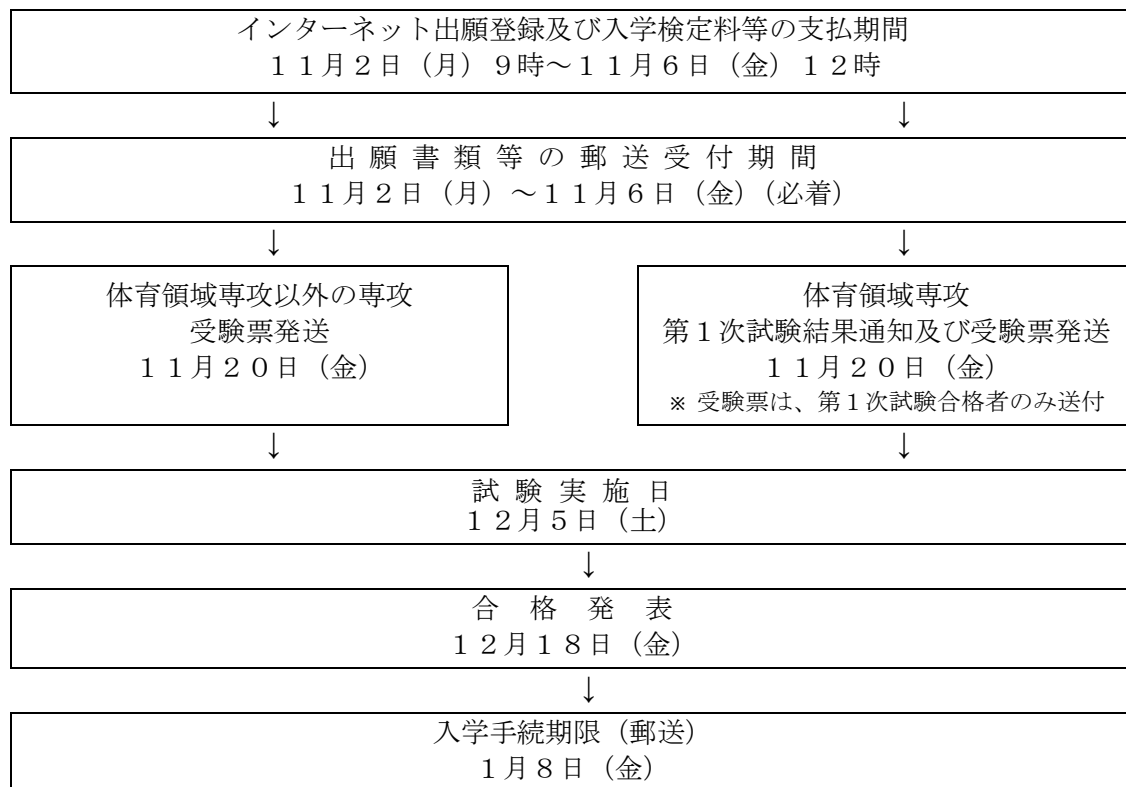 インターネット出願登録及び入学検定料等の支払期間
１１月２日（月）９時～１１月６日（金）１２時
↓ ↓
出願書類等の郵送受付期間
１１月２日（月）～１１月６日（金）（必着）
↓ ↓
体育領域専攻以外の専攻
受験票発送
１１月２０日（金）
体育領域専攻
第１次試験結果通知及び受験票発送
１１月２０日（金）
※ 受験票は、第１次試験合格者のみ送付
↓ ↓
試験実施日
１２月５日（土）
↓
合格発表
１２月１８日（金）
↓
入学手続期限（郵送）
１月８日（金）